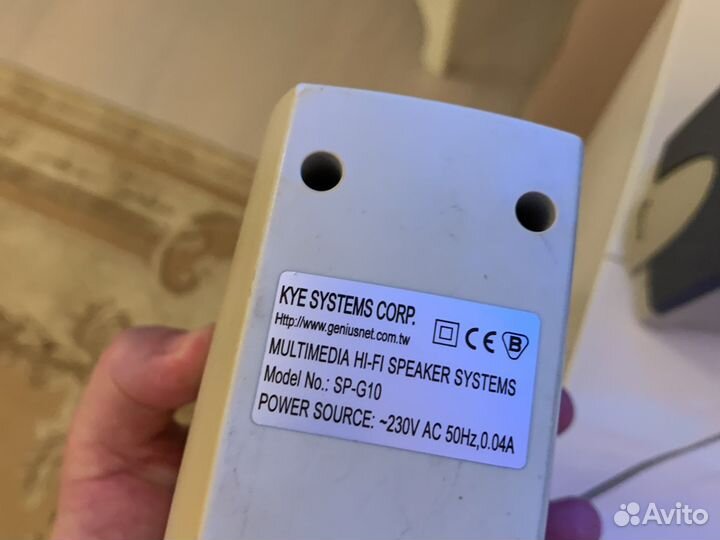 KYE SYSTEMS CORP.
Http://www.geniusnet.com.tw
CE B
MULTIMEDIA HI-FI SPEAKER SYSTEMS
Model No.: SP-G10
POWER SOURCE: ~230V AC 50Hz,0.04A
Avito